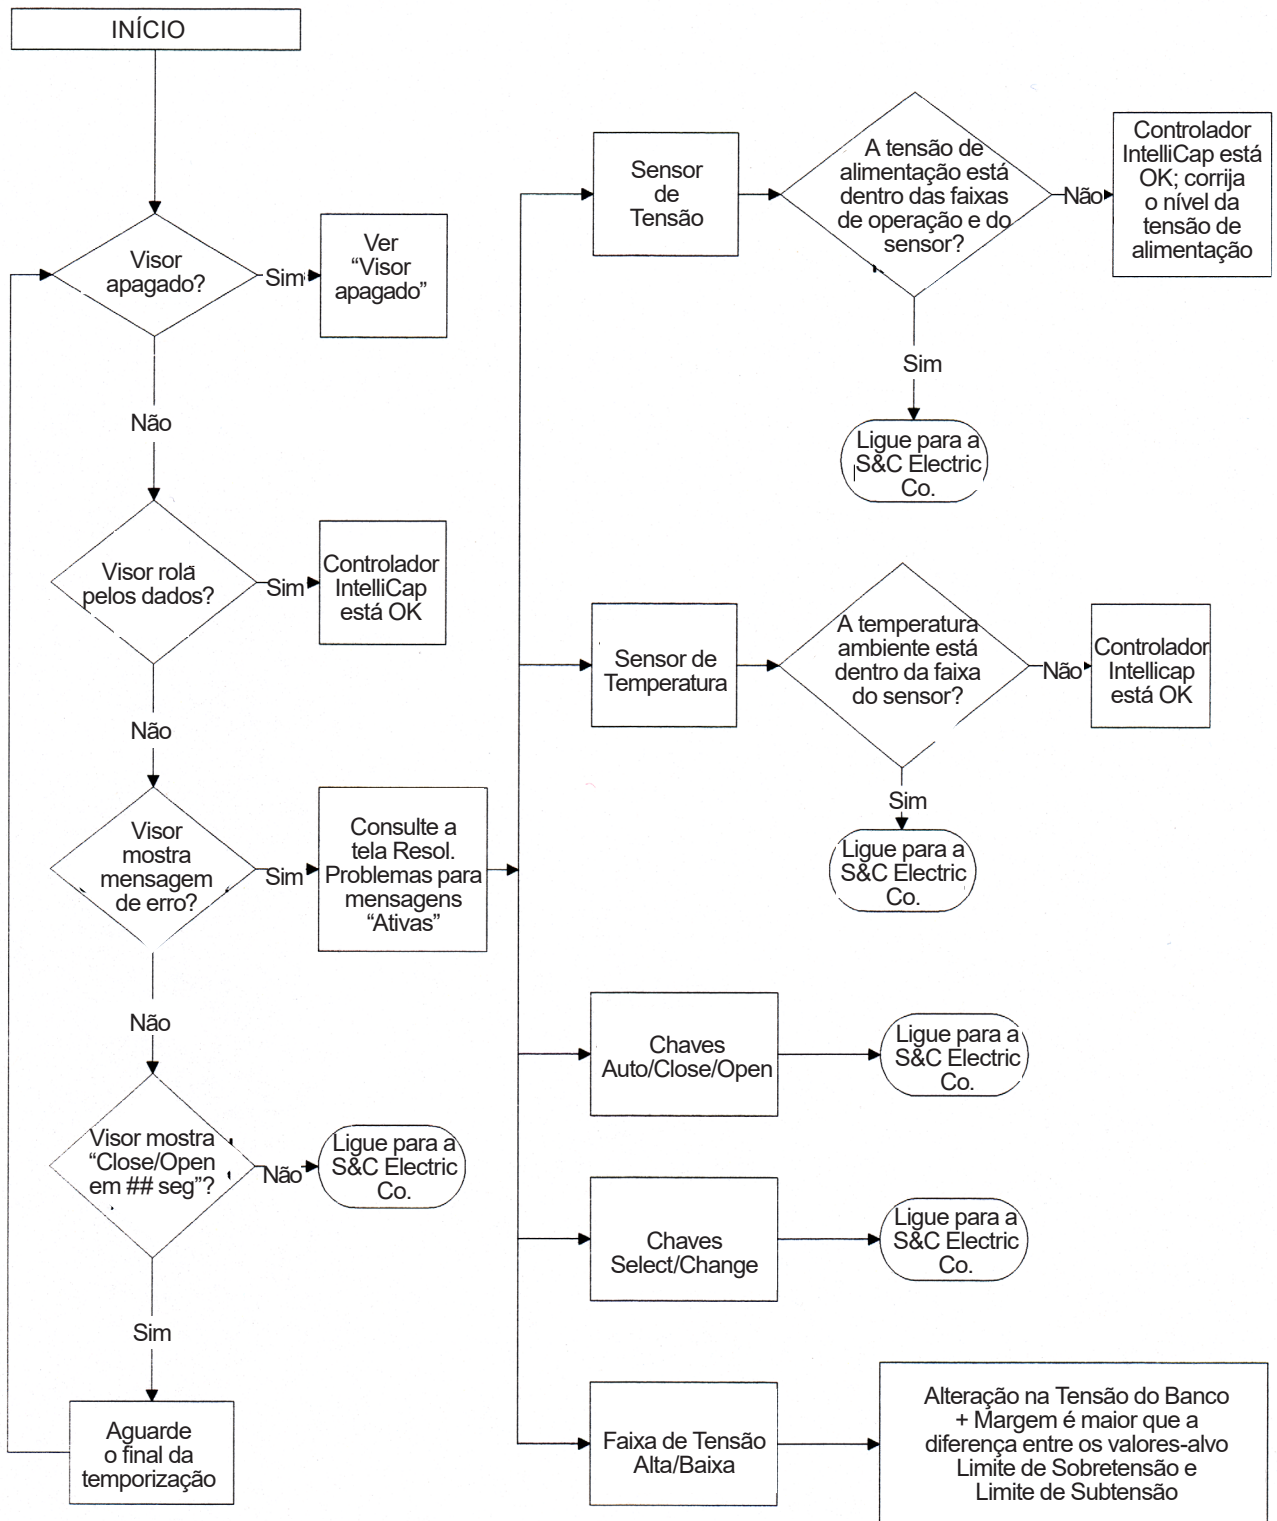 INÍCIO
Visor
apagado?
Sim
Ver
“Visor
apagado”
Não
Visor rola
pelos dados?
Sim
Controlador
IntelliCap
está OK
Não
Visor
mostra
mensagem
de erro?
Sim
Consulte a
tela Resol.
Problemas para
mensagens
“Ativas”
Não
Visor mostra
“Close/Open
em ## seg”?
Não
Ligue para a
S&C Electric
Co.
Sim
Aguarde
o final da
temporização
Sensor
de
Tensão
A tensão de
alimentação está
dentro das faixas
de operação e do
sensor?
Não
Controlador
IntelliCap está
OK; corrija
o nível da
tensão de
alimentação
Sim
Ligue para a
S&C Electric
Co.
Sensor de
Temperatura
A temperatura
ambiente está
dentro da faixa
do sensor?
Não
Controlador
Intellicap
está OK
Sim
Ligue para a
S&C Electric
Co.
Chaves
Auto/Close/Open
Ligue para a
S&C Electric
Co.
Chaves
Select/Change
Ligue para a
S&C Electric
Co.
Faixa de Tensão
Alta/Baixa
Alteração na Tensão do Banco
+ Margem é maior que a
diferença entre os valores-alvo
Limite de Sobretensão e
Limite de Subtensão